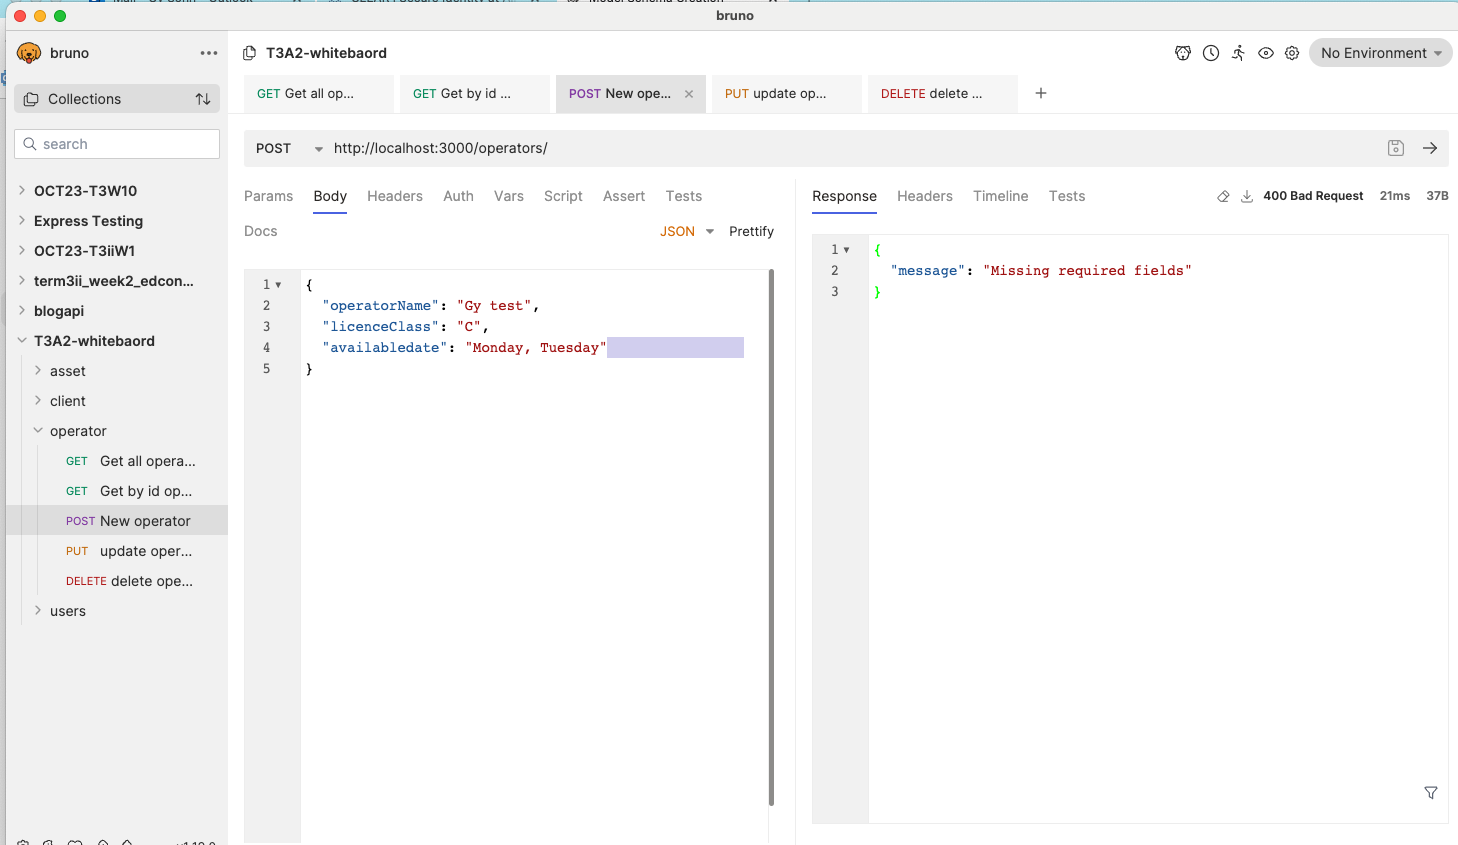 bruno
bruno
Collections
search
OCT23-T3W10
Express Testing
OCT23-T3iiW1
term3ii_week2_edcon...
blogapi
T3A2-whitebaord
asset
client
operator
GET Get all opera...
GET Get by id op...
POST New operator
PUT update oper...
DELETE delete ope...
users
T3A2-whitebaord
No Environment
GET Get all op...
GET Get by id ...
POST New ope...
PUT update op...
DELETE delete ...
POST http://localhost:3000/operators/
Params Body Headers Auth Vars Script Assert Tests
Docs JSON Prettify
1 {
2 "operatorName": "Gy test",
3 "licenceClass": "C",
4 "availabledate": "Monday, Tuesday"
5 }
Response Headers Timeline Tests 400 Bad Request 21ms 37B
1 {
2 "message": "Missing required fields"
3 }